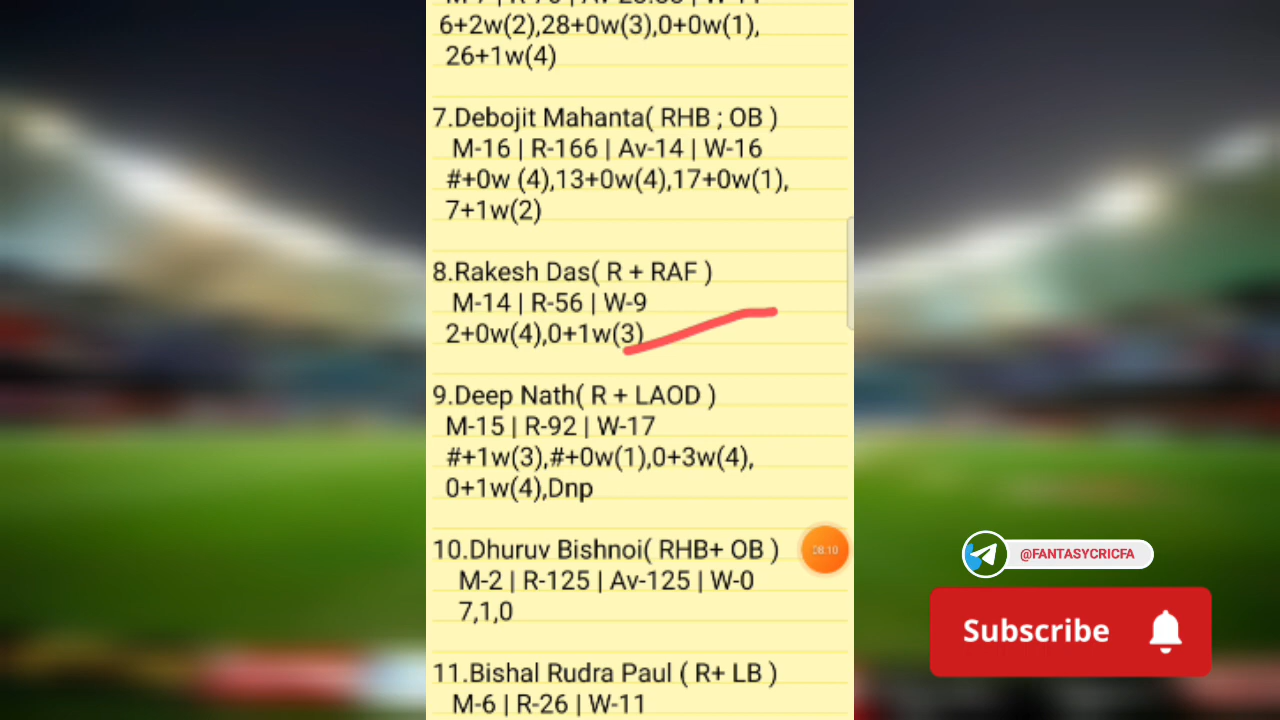 6+2w(2),28+0w(3),0+0w(1),
26+1w(4)
7.Debojit Mahanta( RHB ; OB )
M-16 | R-166 | Av-14 | W-16
#+0w (4),13+0w(4),17+0w(1),
7+1w(2)
8.Rakesh Das( R + RAF )
M-14 | R-56 | W-9
2+0w(4),0+1w(3)
9.Deep Nath( R + LAOD )
M-15 | R-92 | W-17
#+1w(3),#+0w(1),0+3w(4),
0+1w(4),Dnp
10.Dhuruv Bishnoi( RHB+ OB )
08:10
M-2 | R-125 | Av-125 | W-0
7,1,0
11.Bishal Rudra Paul ( R+ LB )
M-6 | R-26 | W-11
@FANTASYCRICFA
Subscribe